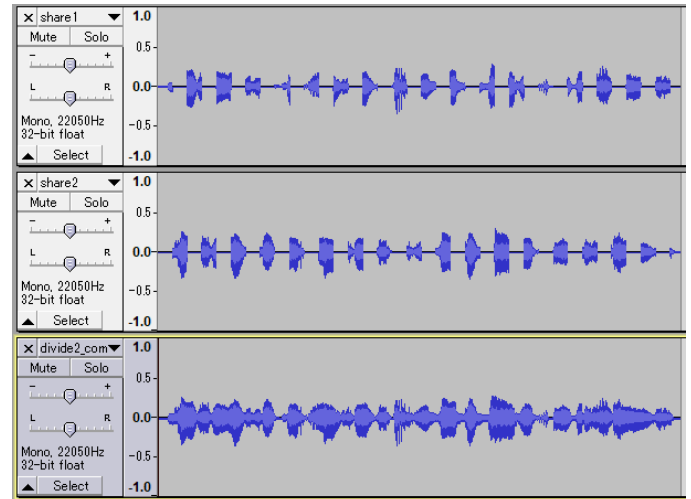 × share1 ▼
Mute Solo
- +
L R
Mono, 22050Hz
32-bit float
▲ Select
1.0
0.5-
0.0-
-0.5-
-1.0
× share2 ▼
Mute Solo
- +
L R
Mono, 22050Hz
32-bit float
▲ Select
1.0
0.5-
0.0-
-0.5-
-1.0
× divide2_com▼
Mute Solo
- +
L R
Mono, 22050Hz
32-bit float
▲ Select
1.0
0.5-
0.0-
-0.5-
-1.0